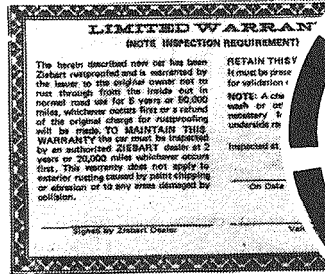 LIMITED WARRAN
(NOTE INSPECTION REQUIREMENT)
The herein described new car has been
Ziebart rustproofed and is warranted by
the issuer to the original owner not to
rust through from the inside out in
normal road use for 5 years or 50,000
miles, whichever occurs first or a refund
of the original charge for rustproofing
will be made. TO MAINTAIN THIS
WARRANTY the car must be inspected
by an authorized ZIEBART dealer at 2
years or 20,000 miles whichever occurs
first. This warranty does not apply to
exterior rusting caused by paint chipping
or abrasion or to any areas damaged by
collision.
Signed by Ziebart Dealer
RETAIN THIS
It must be prese
for validation
NOTE: A che
wash or
necessary
underside
Inspected at
On Date